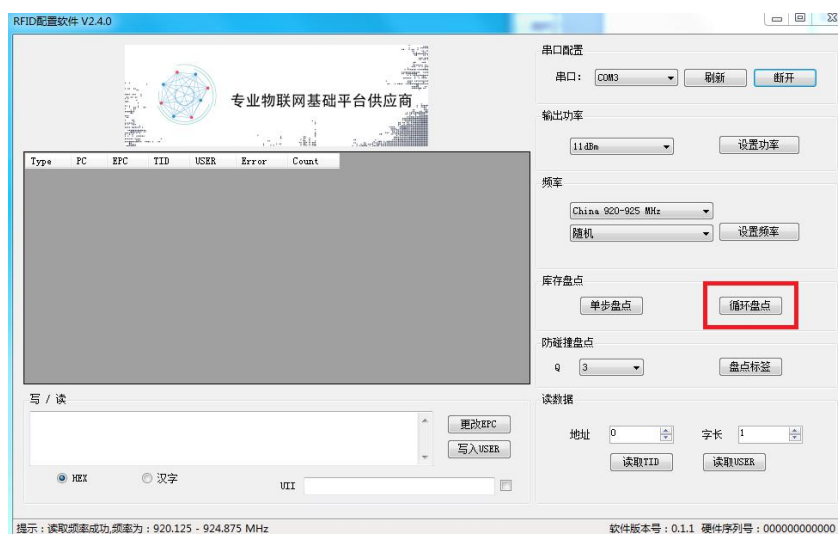 RFID配置软件 V2.4.0
专业物联网基础平台供应商
Type PC EPC TID USER Error Count
串口配置
串口： COM3 刷新 断开
输出功率
11dBm 设置功率
频率
China 920-925 MHz
随机 设置频率
库存盘点
单步盘点 循环盘点
防碰撞盘点
Q 3 盘点标签
写 / 读
更改EPC
写入USER
HEX 汉字
UII
读数据
地址 0 字长 1
读取TID 读取USER
提示：读取频率成功,频率为：920.125 - 924.875 MHz
软件版本号：0.1.1 硬件序列号：000000000000